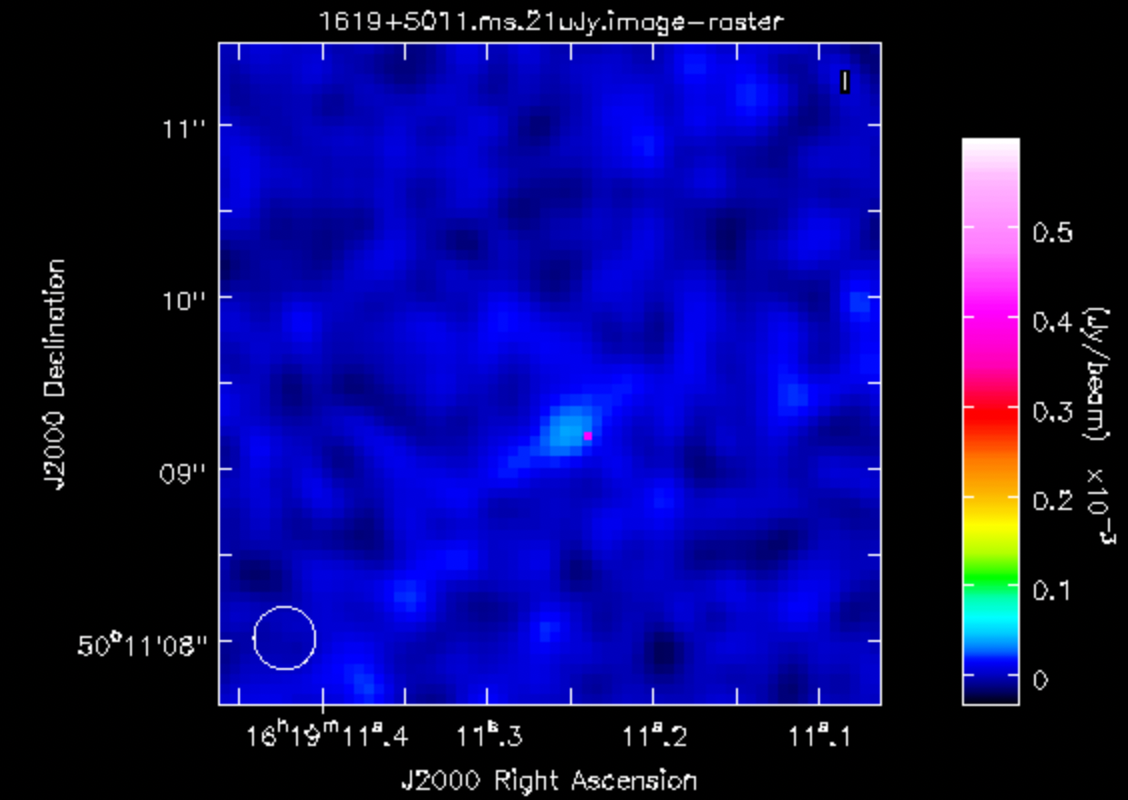 1619+5011.ms.21uJy.image-raster
I
11''
10''
09''
50°11'08''
J2000 Declination
16ʰ19ᵐ11ˢ.4
11ˢ.3
11ˢ.2
11ˢ.1
J2000 Right Ascension
0.5
0.4
0.3
0.2
0.1
0
(Jy/beam) ×10⁻³